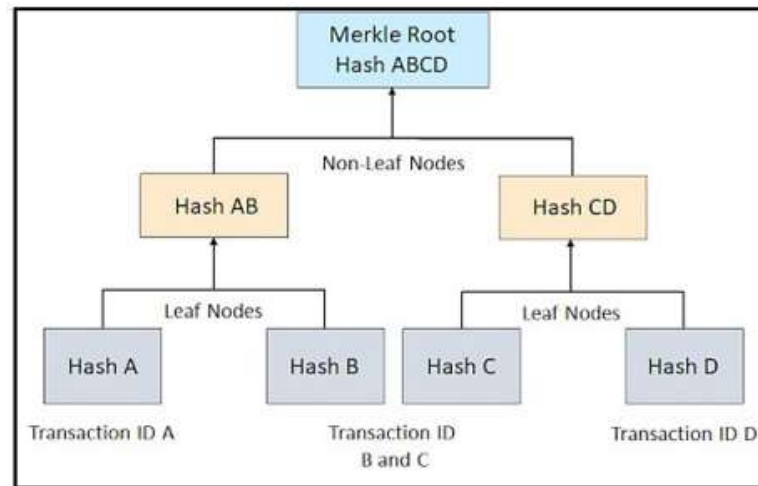 Merkle Root
Hash ABCD
Non-Leaf Nodes
Hash AB
Hash CD
Leaf Nodes
Leaf Nodes
Hash A
Hash B
Hash C
Hash D
Transaction ID A
Transaction ID
B and C
Transaction ID D